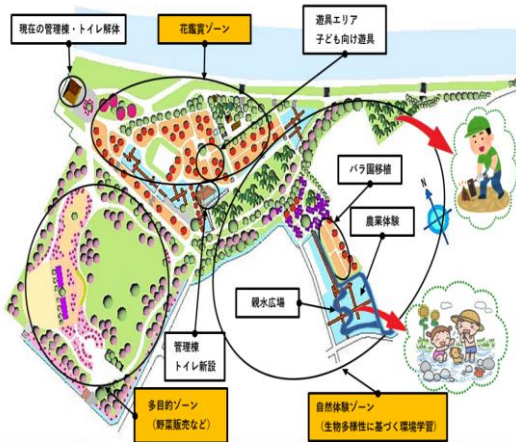 現在の管理棟・トイレ解体
花鑑賞ゾーン
遊具エリア
子ども向け遊具
バラ園移植
農業体験
親水広場
管理棟
トイレ新設
多目的ゾーン
（野菜販売など）
自然体験ゾーン
（生物多様性に基づく環境学習）
N